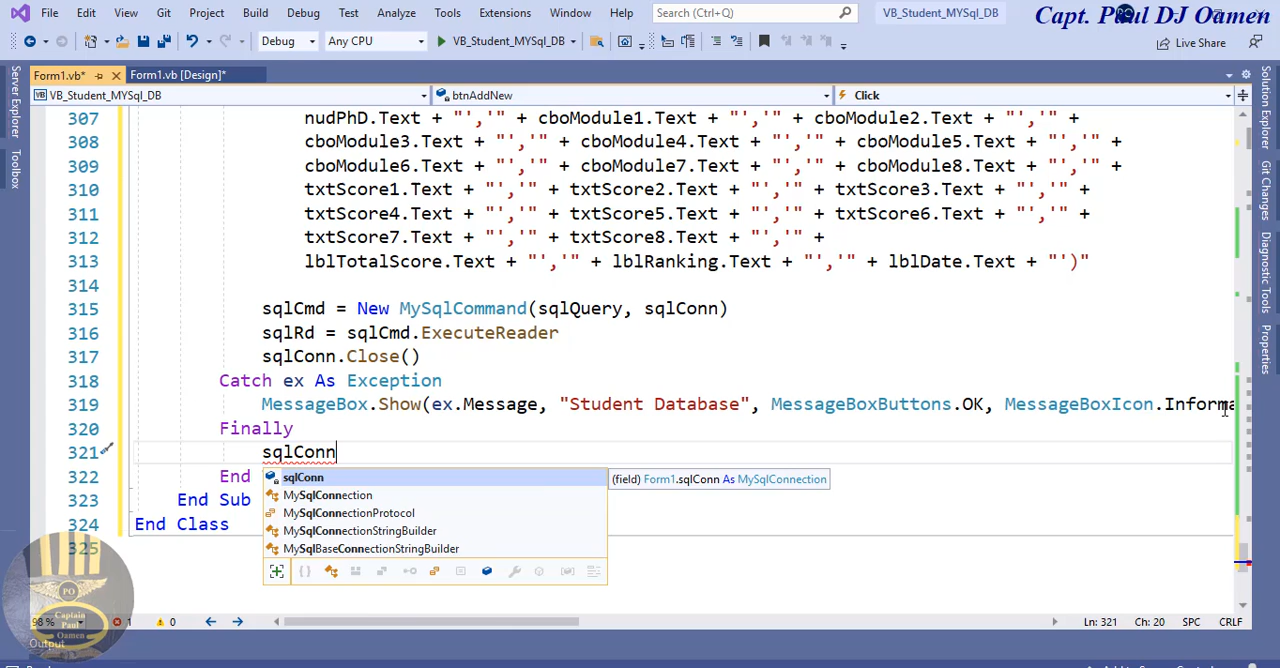 File Edit View Git Project Build Debug Test Analyze Tools Extensions Window Help Search (Ctrl+Q) VB_Student_MYSql_DB
Capt. Paul DJ Oamen
Debug Any CPU VB_Student_MYSql_DB Live Share
Form1.vb* Form1.vb [Design]*
VB_Student_MYSql_DB btnAddNew Click
Server Explorer
Toolbox
Solution Explorer
Git Changes
Diagnostic Tools
Properties
307 nudPhD.Text + "','" + cboModule1.Text + "','" + cboModule2.Text + "','" +
308 cboModule3.Text + "','" + cboModule4.Text + "','" + cboModule5.Text + "','" +
309 cboModule6.Text + "','" + cboModule7.Text + "','" + cboModule8.Text + "','" +
310 txtScore1.Text + "','" + txtScore2.Text + "','" + txtScore3.Text + "','" +
311 txtScore4.Text + "','" + txtScore5.Text + "','" + txtScore6.Text + "','" +
312 txtScore7.Text + "','" + txtScore8.Text + "','" +
313 lblTotalScore.Text + "','" + lblRanking.Text + "','" + lblDate.Text + "')"
314
315 sqlCmd = New MySqlCommand(sqlQuery, sqlConn)
316 sqlRd = sqlCmd.ExecuteReader
317 sqlConn.Close()
318 Catch ex As Exception
319 MessageBox.Show(ex.Message, "Student Database", MessageBoxButtons.OK, MessageBoxIcon.Informa
320 Finally
321 sqlConn
322 End
323 End Sub
324 End Class
325
sqlConn
MySqlConnection
MySqlConnectionProtocol
MySqlConnectionStringBuilder
MySqlBaseConnectionStringBuilder
(field) Form1.sqlConn As MySqlConnection
PO
Captain
Paul
Oamen
98 % 1 0 Ln: 321 Ch: 20 SPC CRLF
Output